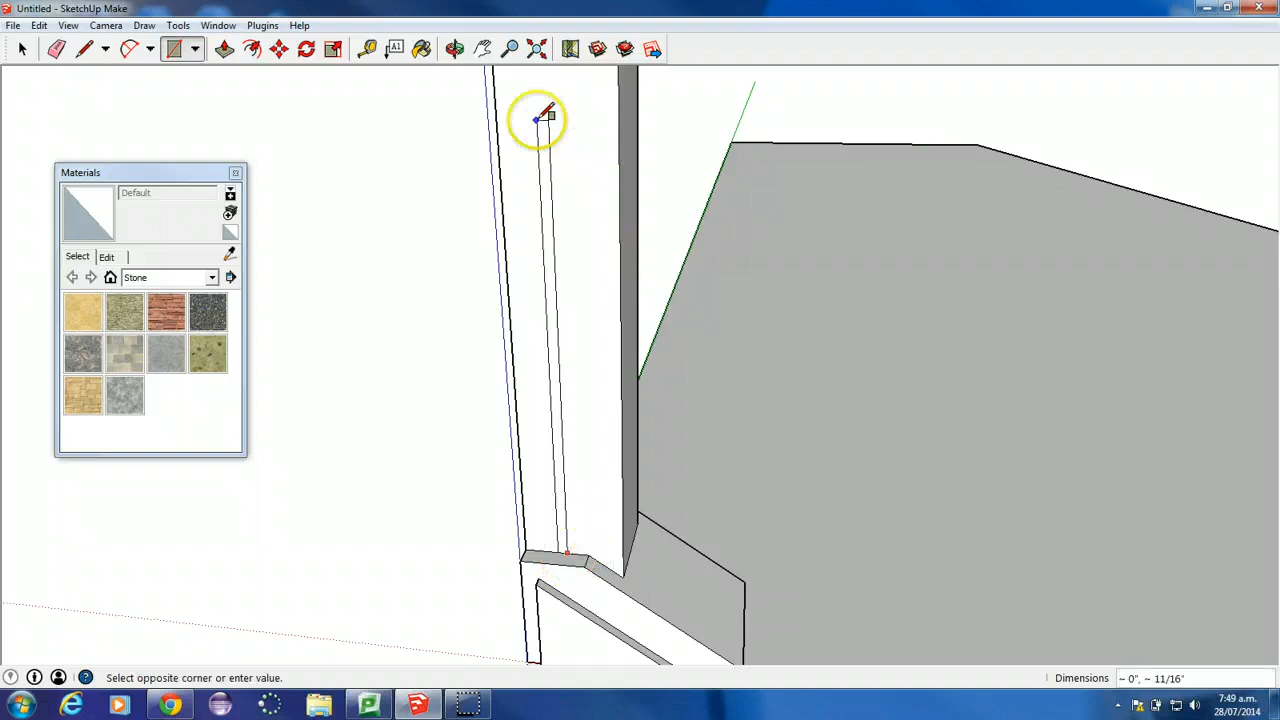 Untitled - SketchUp Make
File Edit View Camera Draw Tools Window Plugins Help
A1
Materials
Default
Select Edit
Stone
Select opposite corner or enter value.
Dimensions ~ 0", ~ 11/16"
7:49 a.m.
28/07/2014